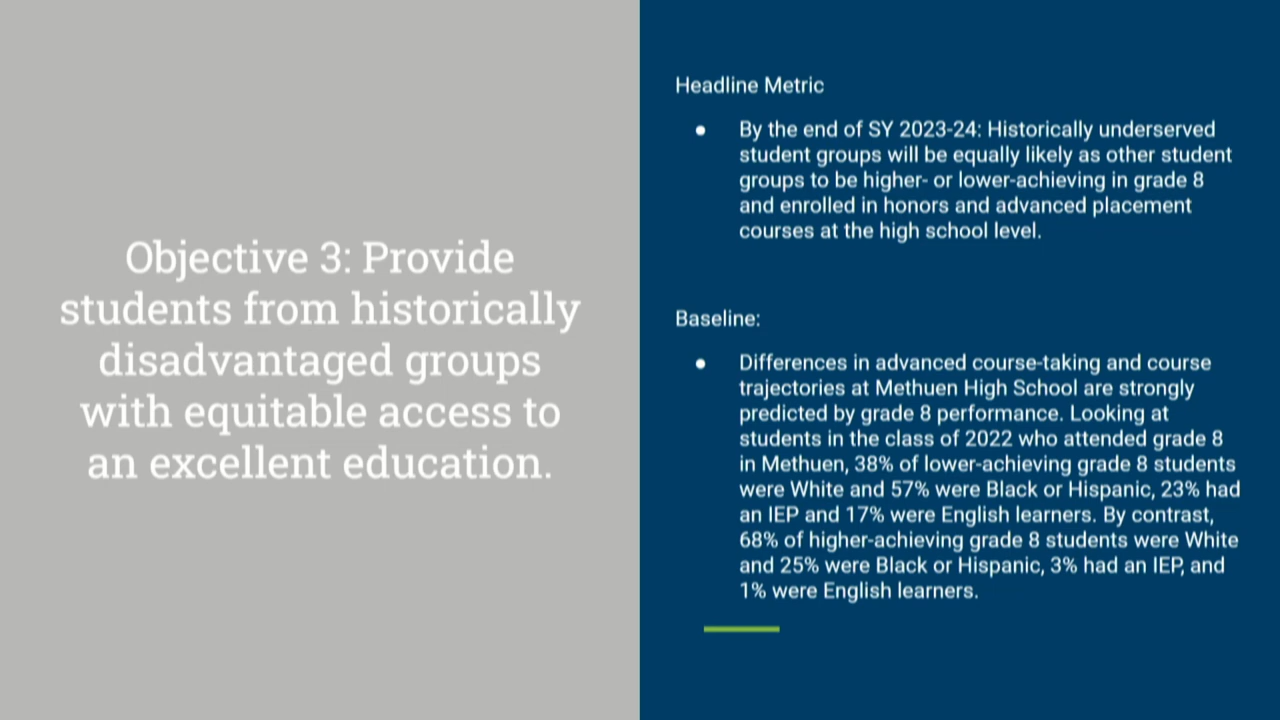 Objective 3: Provide
students from historically
disadvantaged groups
with equitable access to
an excellent education.
Headline Metric
● By the end of SY 2023-24: Historically underserved
student groups will be equally likely as other student
groups to be higher- or lower-achieving in grade 8
and enrolled in honors and advanced placement
courses at the high school level.
Baseline:
● Differences in advanced course-taking and course
trajectories at Methuen High School are strongly
predicted by grade 8 performance. Looking at
students in the class of 2022 who attended grade 8
in Methuen, 38% of lower-achieving grade 8 students
were White and 57% were Black or Hispanic, 23% had
an IEP and 17% were English learners. By contrast,
68% of higher-achieving grade 8 students were White
and 25% were Black or Hispanic, 3% had an IEP, and
1% were English learners.